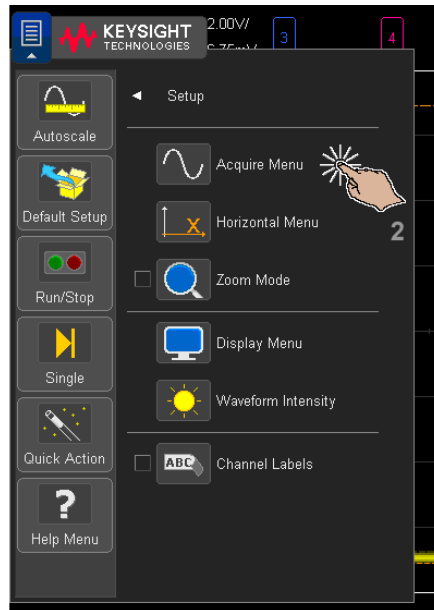 KEYSIGHT
TECHNOLOGIES
2.00V/
3
4
Setup
Autoscale
Acquire Menu
2
Default Setup
X
Horizontal Menu
Zoom Mode
Run/Stop
Display Menu
Single
Waveform Intensity
Quick Action
ABC
Channel Labels
?
Help Menu